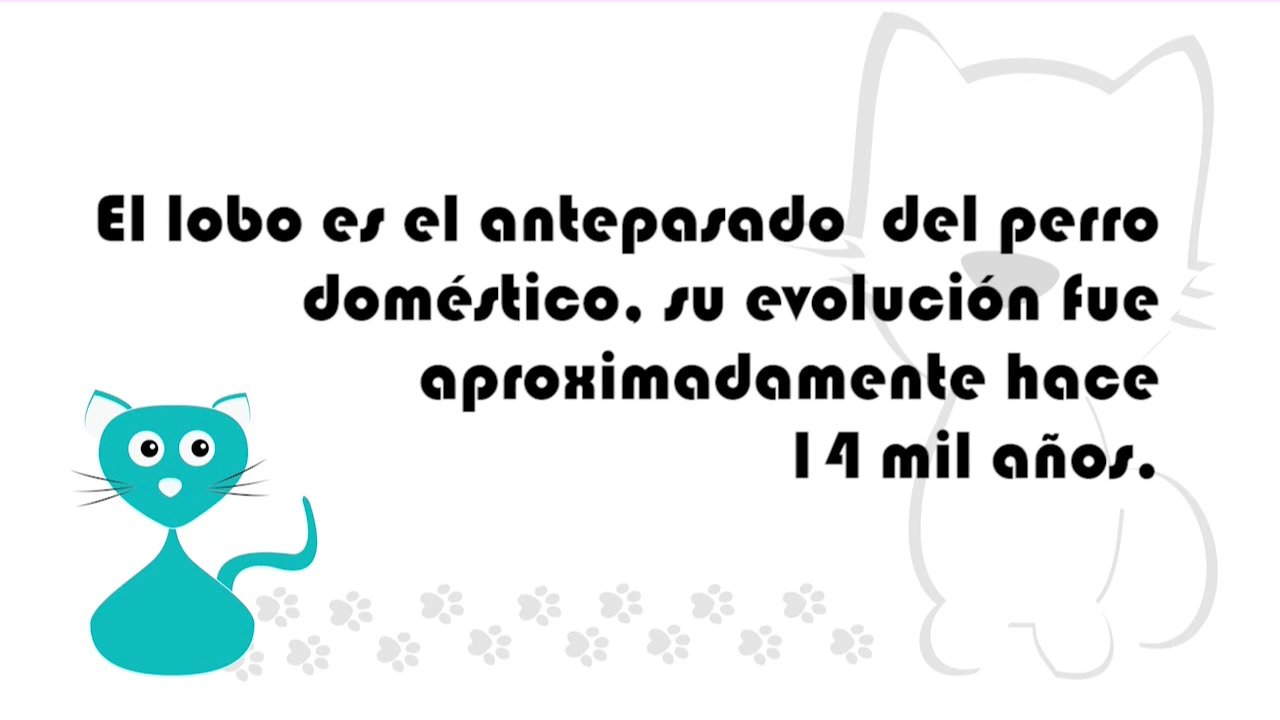 El lobo es el antepasado del perro
doméstico, su evolución fue
aproximadamente hace
14 mil años.